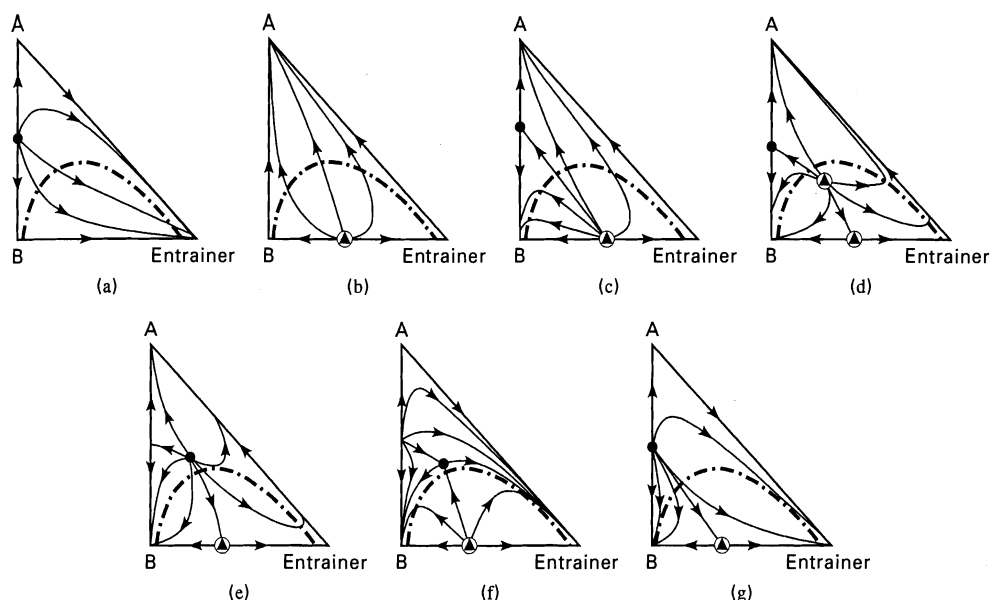 A A A A
B Entrainer B Entrainer B Entrainer B Entrainer
(a) (b) (c) (d)
A A A
B Entrainer B Entrainer B Entrainer
(e) (f) (g)